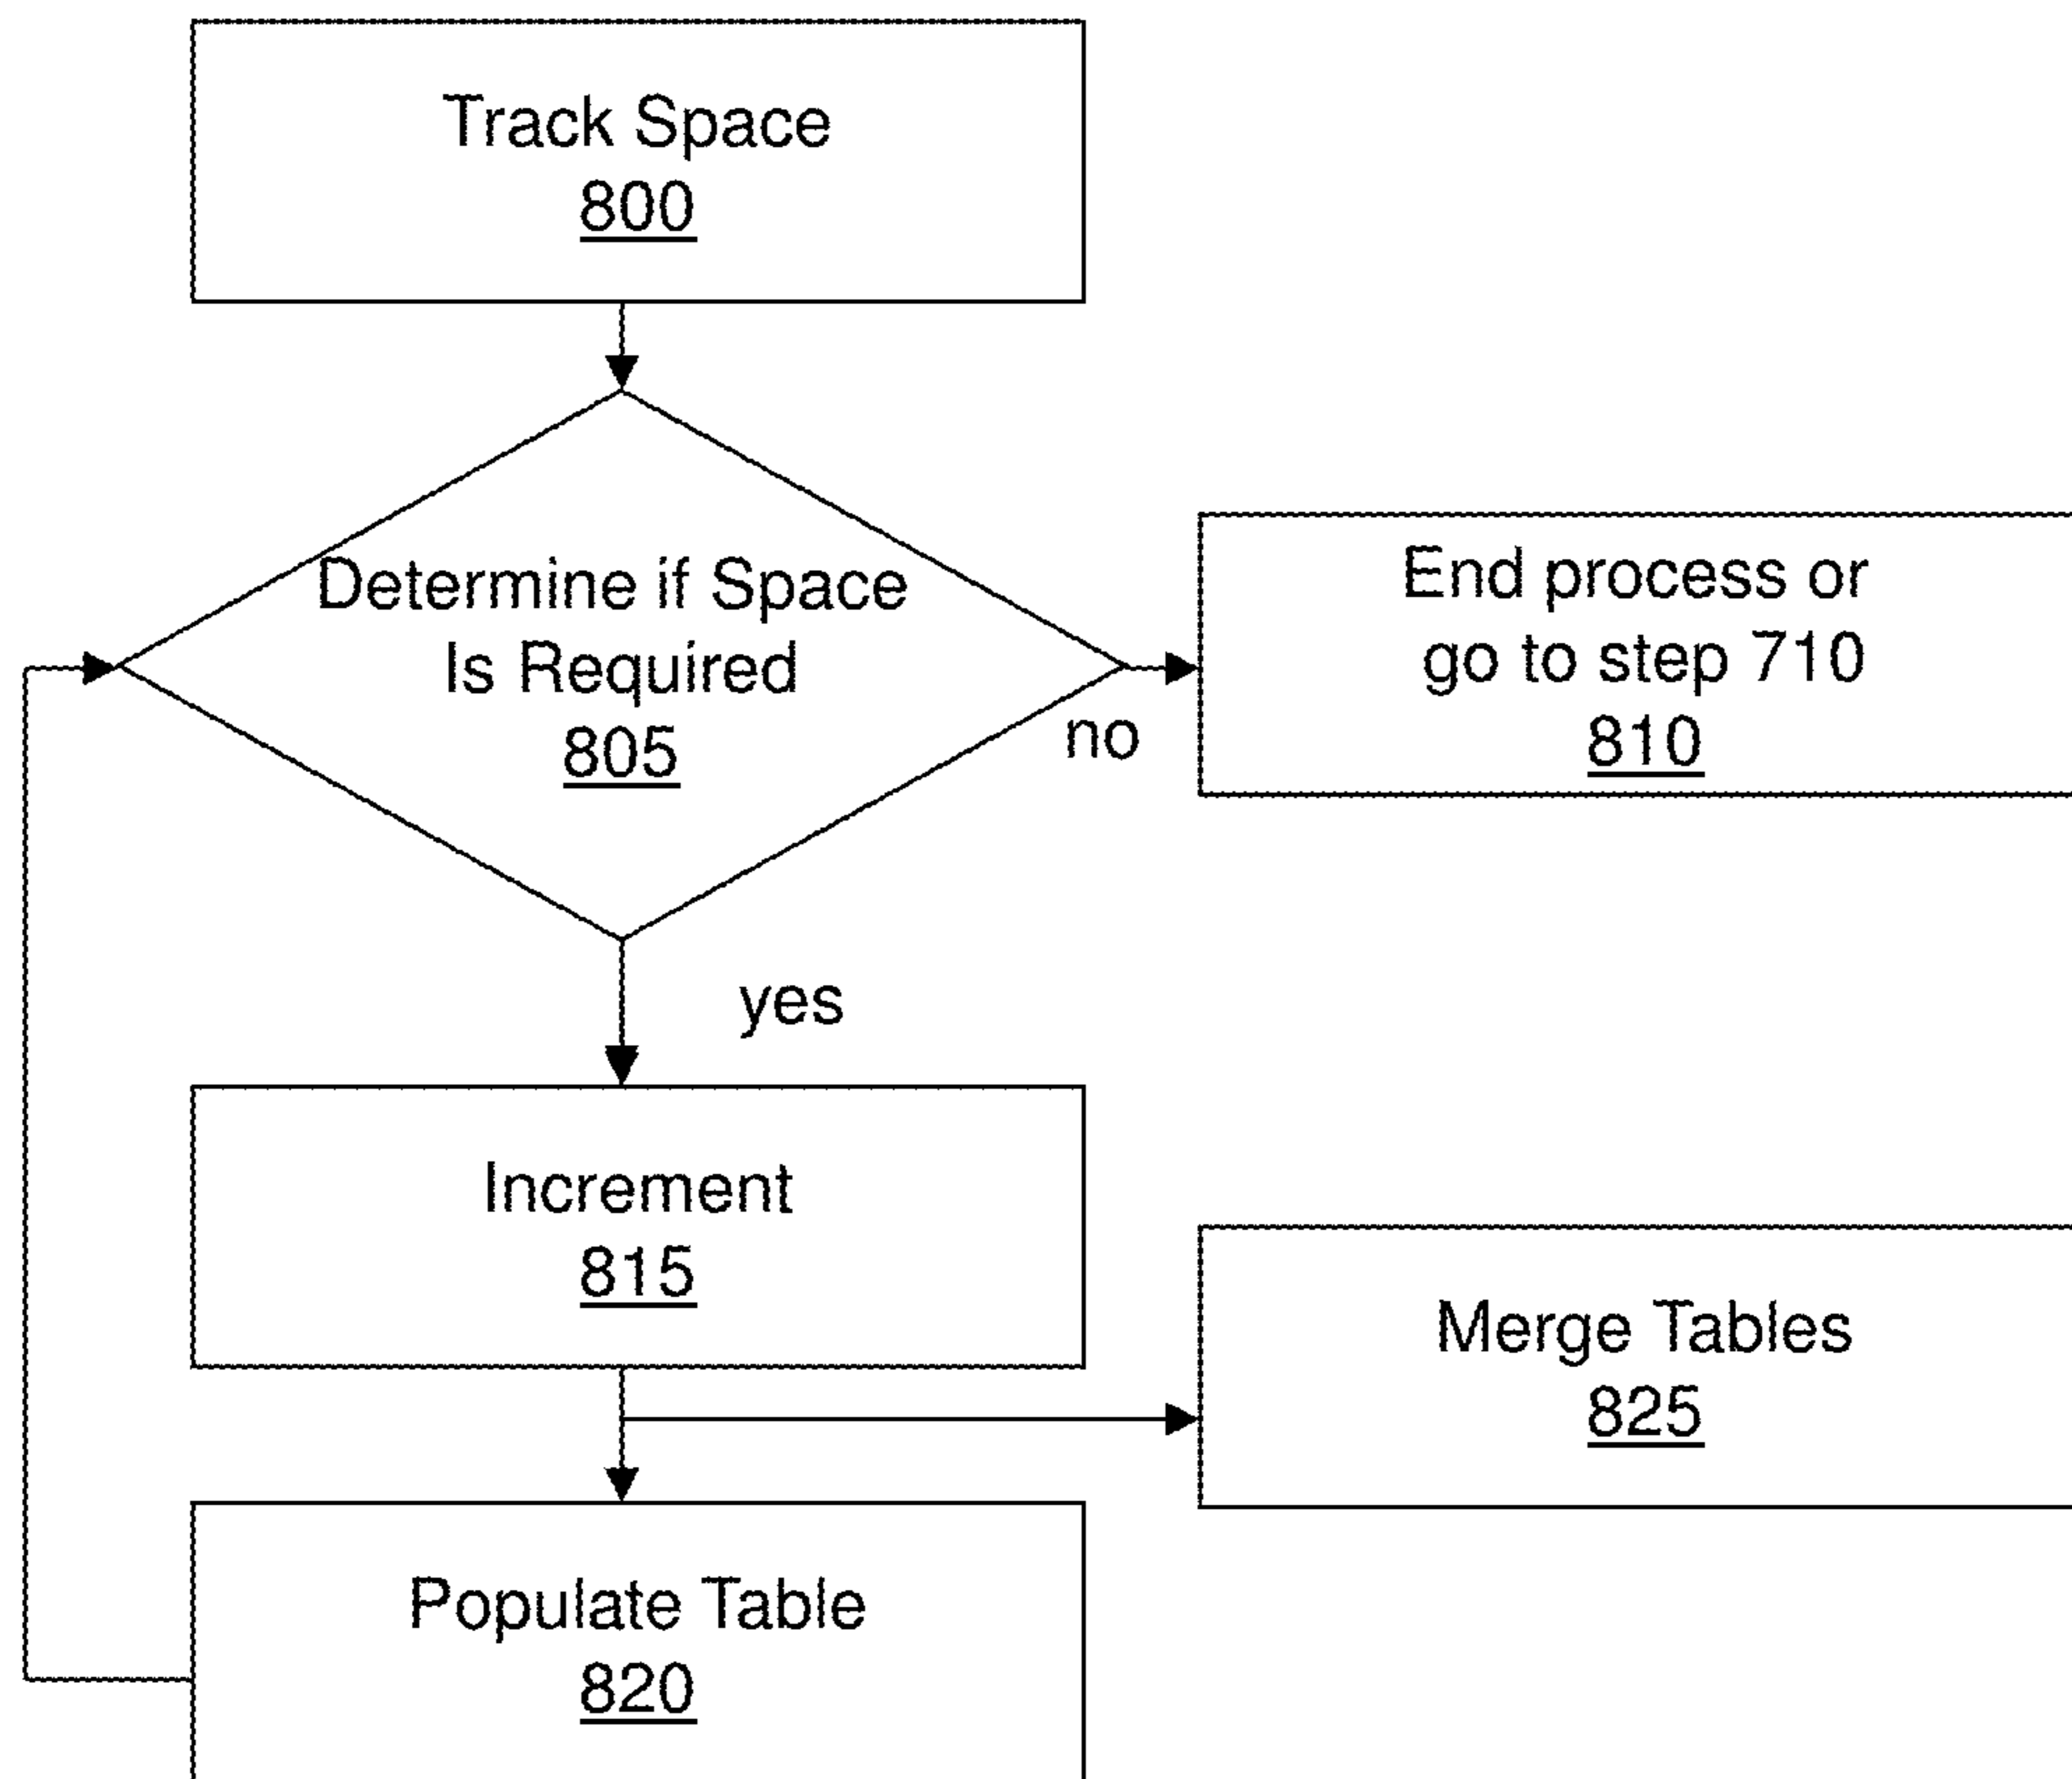 Track Space
800
Determine if Space
Is Required
805
no
End process or
go to step 710
810
yes
Increment
815
Merge Tables
825
Populate Table
820